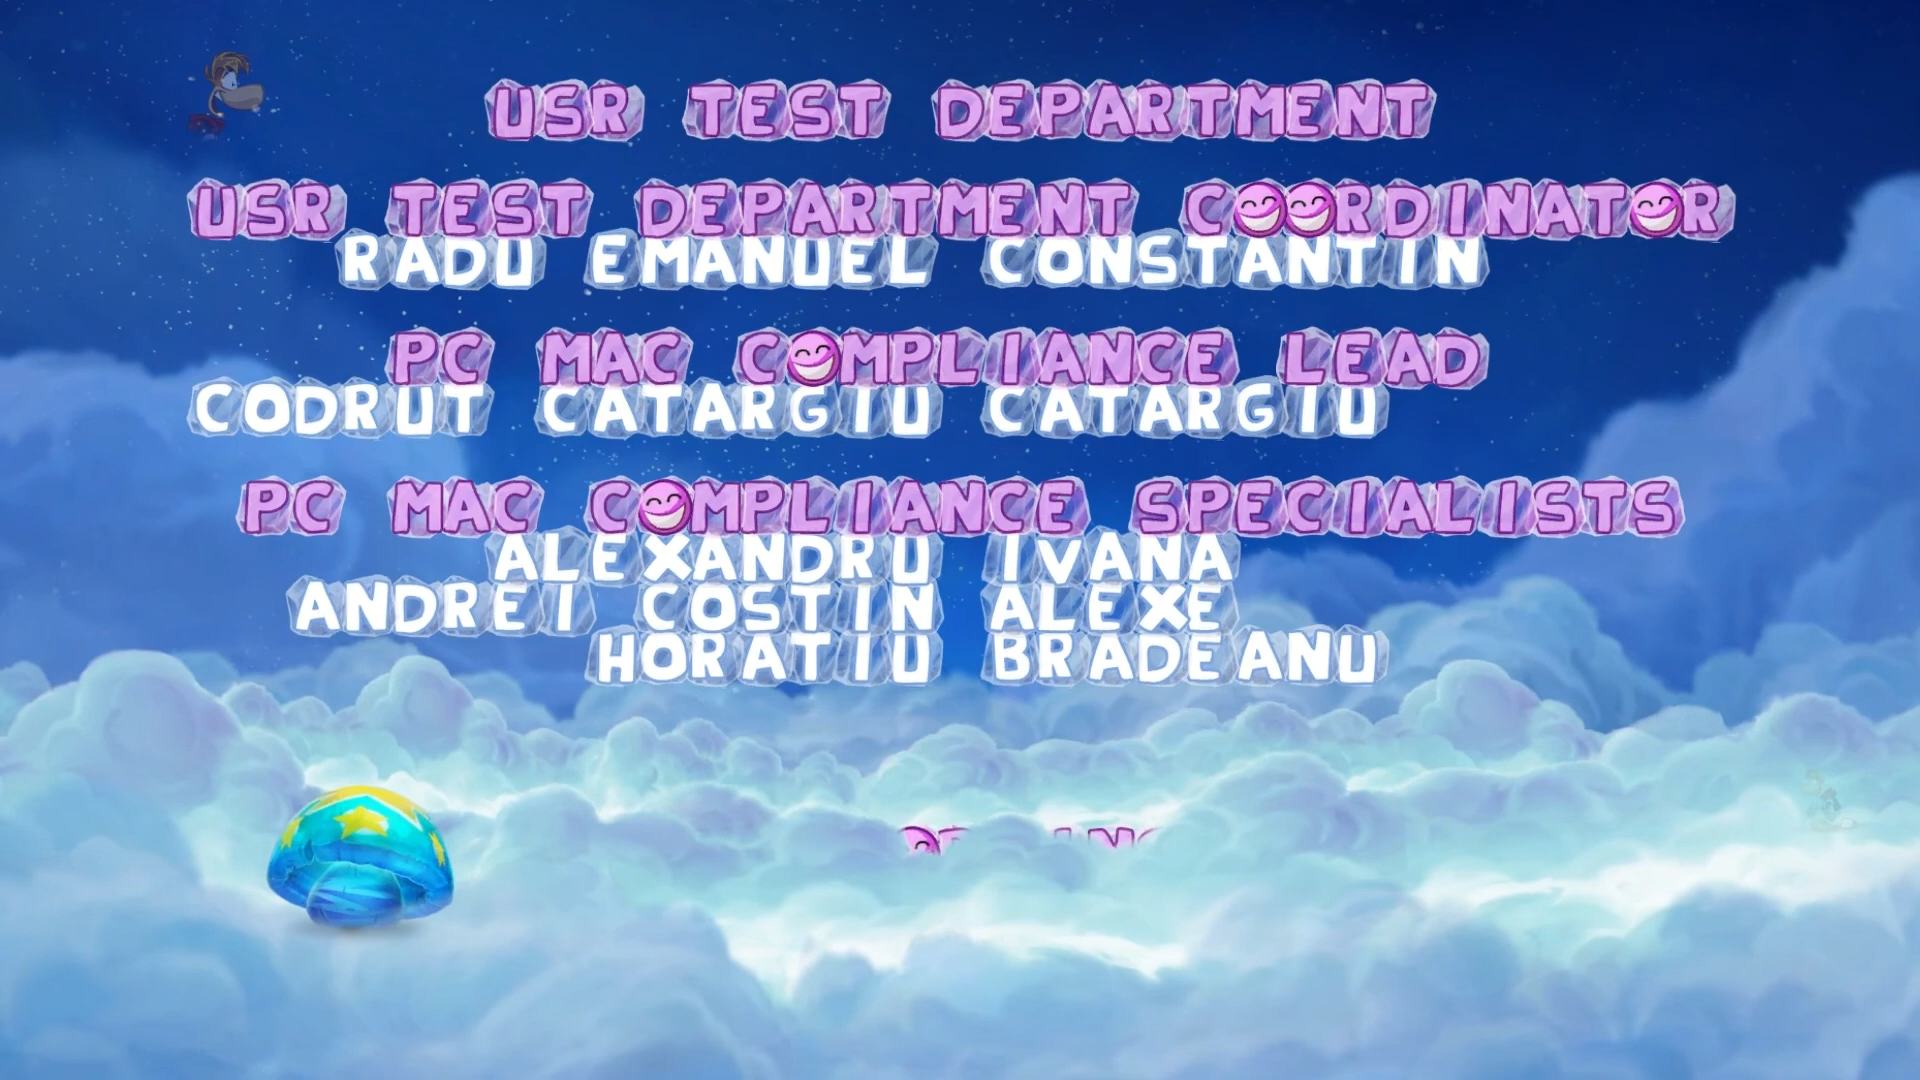 USR TEST DEPARTMENT
USR TEST DEPARTMENT COORDINATOR
RADU EMANUEL CONSTANTIN
PC MAC COMPLIANCE LEAD
CODRUT CATARGIU CATARGIU
PC MAC COMPLIANCE SPECIALISTS
ALEXANDRU IVANA
ANDREI COSTIN ALEXE
HORATIU BRADEANU